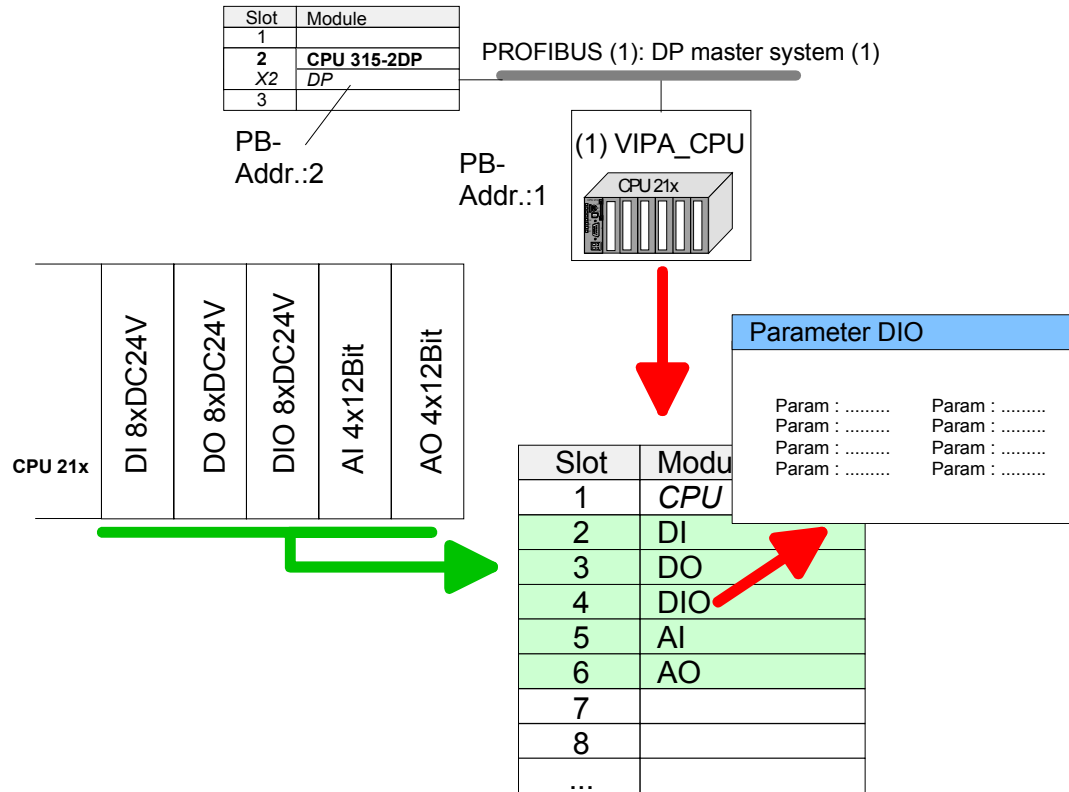 Slot Module
1
2 CPU 315-2DP
X2 DP
3
PROFIBUS (1): DP master system (1)
PB-
Addr.:2
PB-
Addr.:1
(1) VIPA_CPU
CPU 21x
CPU 21x
DI 8xDC24V
DO 8xDC24V
DIO 8xDC24V
AI 4x12Bit
AO 4x12Bit
Parameter DIO
Param : ......... Param : .........
Param : ......... Param : .........
Param : ......... Param : .........
Param : ......... Param : .........
Slot Modu
1 CPU
2 DI
3 DO
4 DIO
5 AI
6 AO
7
8
...